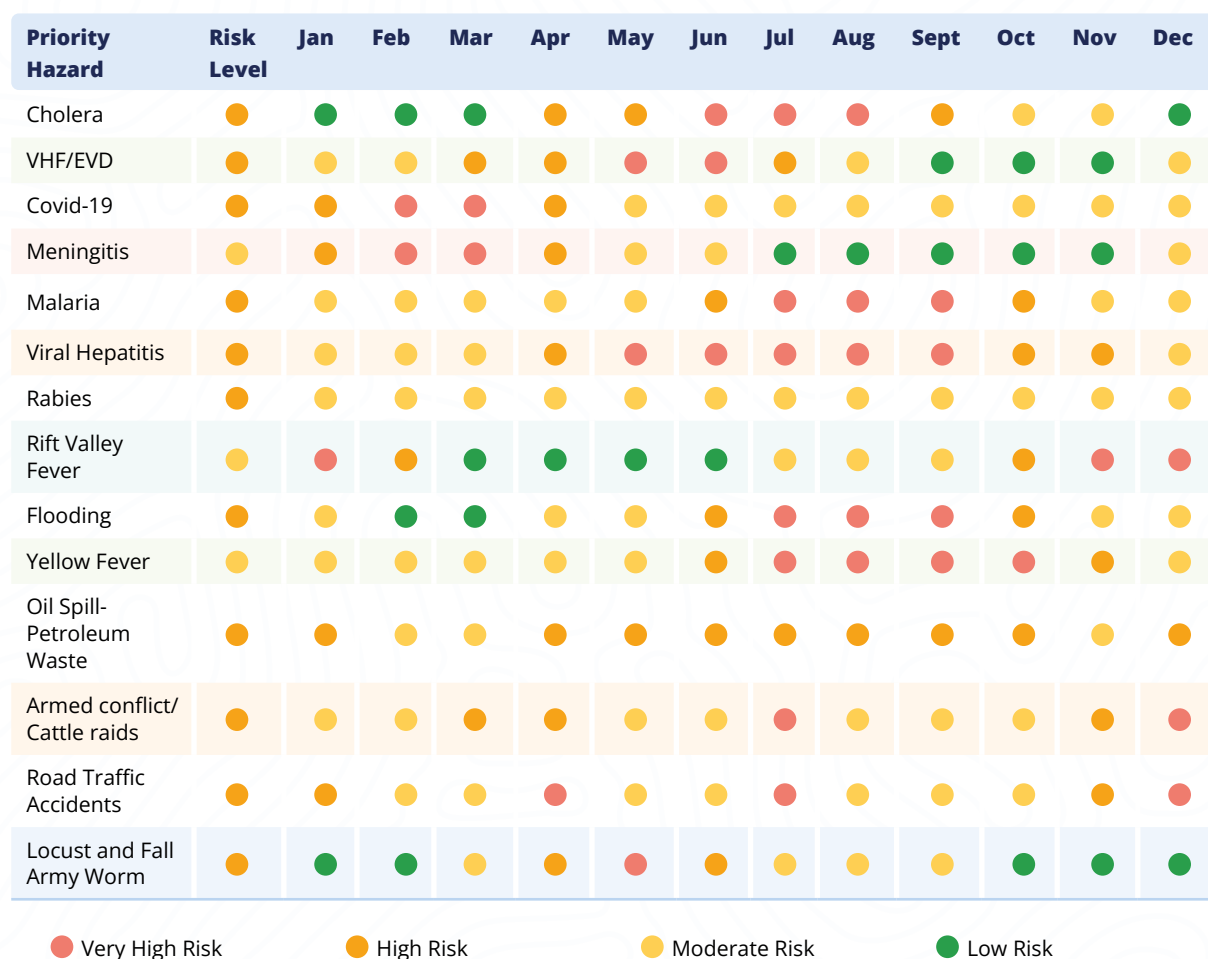 Priority Hazard Risk Level Jan Feb Mar Apr May Jun Jul Aug Sept Oct Nov Dec
Cholera
VHF/EVD
Covid-19
Meningitis
Malaria
Viral Hepatitis
Rabies
Rift Valley
Fever
Flooding
Yellow Fever
Oil Spill-
Petroleum
Waste
Armed conflict/
Cattle raids
Road Traffic
Accidents
Locust and Fall
Army Worm
Very High Risk High Risk Moderate Risk Low Risk